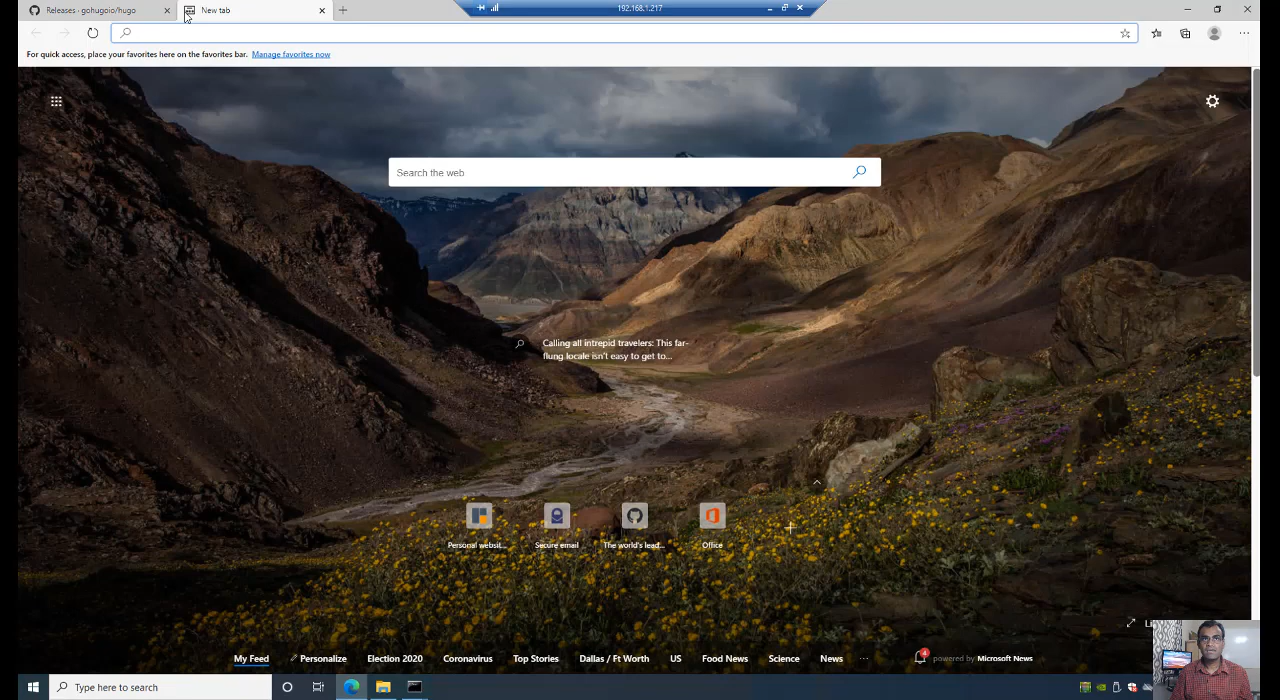 Releases · gohugoio/hugo
New tab
192.168.1.217
For quick access, place your favorites here on the favorites bar. Manage favorites now
Search the web
Calling all intrepid travelers: This far-
flung locale isn't easy to get to...
Personal websit...
Secure email
The world's lead...
Office
My Feed
Personalize
Election 2020
Coronavirus
Top Stories
Dallas / Ft Worth
US
Food News
Science
News
...
4
powered by Microsoft News
Type here to search